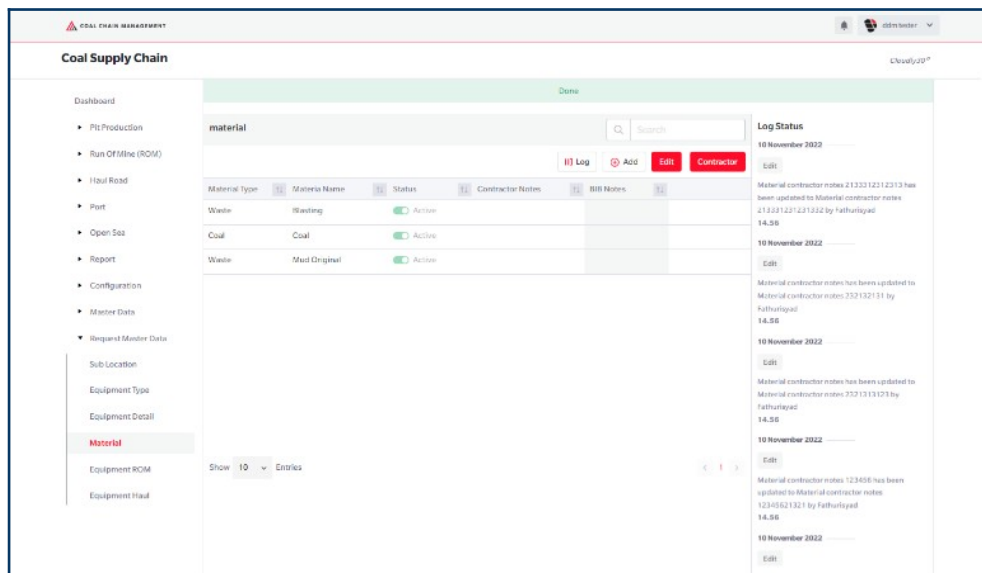 COAL CHAIN MANAGEMENT
ddm tester
Coal Supply Chain
Cloudy30°
Dashboard
Pit Production
Run Of Mine (ROM)
Haul Road
Port
Open Sea
Report
Configuration
Master Data
Request Master Data
Sub Location
Equipment Type
Equipment Detail
Material
Equipment ROM
Equipment Haul
Done
material
Search
Log
Add
Edit
Contractor
Material Type Materia Name Status Contractor Notes BIB Notes
Waste Blasting Active
Coal Coal Active
Waste Mud Original Active
Show 10 Entries
1
Log Status
10 November 2022
Edit
Material contractor notes 2133312312313 has
been updated to Material contractor notes
213331231231332 by Fathurisyad
14.56
10 November 2022
Edit
Material contractor notes has been updated to
Material contractor notes 232132131 by
Fathurisyad
14.56
10 November 2022
Edit
Material contractor notes has been updated to
Material contractor notes 2321313123 by
Fathurisyad
14.56
10 November 2022
Edit
Material contractor notes 123456 has been
updated to Material contractor notes
12345621321 by Fathurisyad
14.56
10 November 2022
Edit